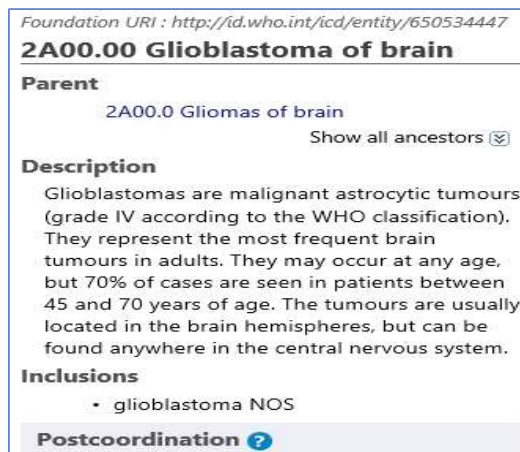 Foundation URI : http://id.who.int/icd/entity/650534447
2A00.00 Glioblastoma of brain
Parent
2A00.0 Gliomas of brain
Show all ancestors
Description
Glioblastomas are malignant astrocytic tumours
(grade IV according to the WHO classification).
They represent the most frequent brain
tumours in adults. They may occur at any age,
but 70% of cases are seen in patients between
45 and 70 years of age. The tumours are usually
located in the brain hemispheres, but can be
found anywhere in the central nervous system.
Inclusions
• glioblastoma NOS
Postcoordination ?